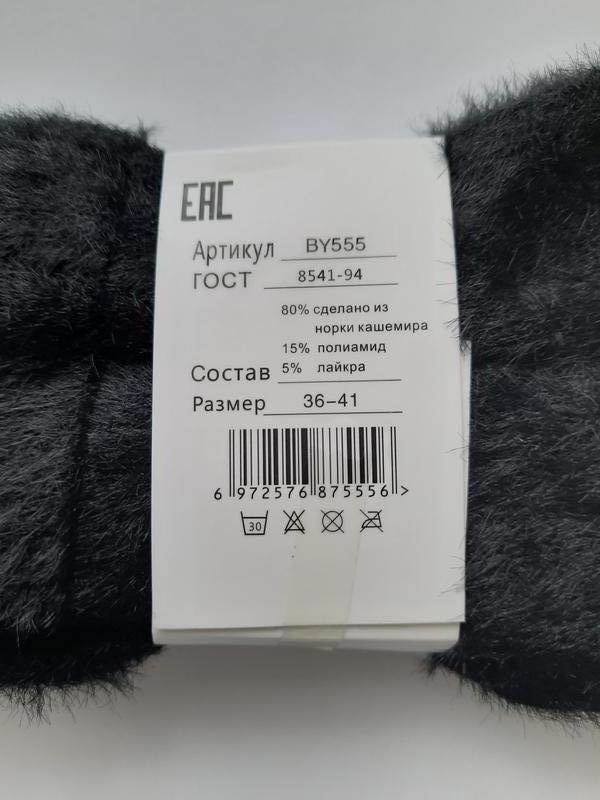 EAC
Артикул BY555
ГОСТ 8541-94
80% сделано из
норки кашемира
15% полиамид
Состав 5% лайкра
Размер 36–41
6 972576 875556 >
30